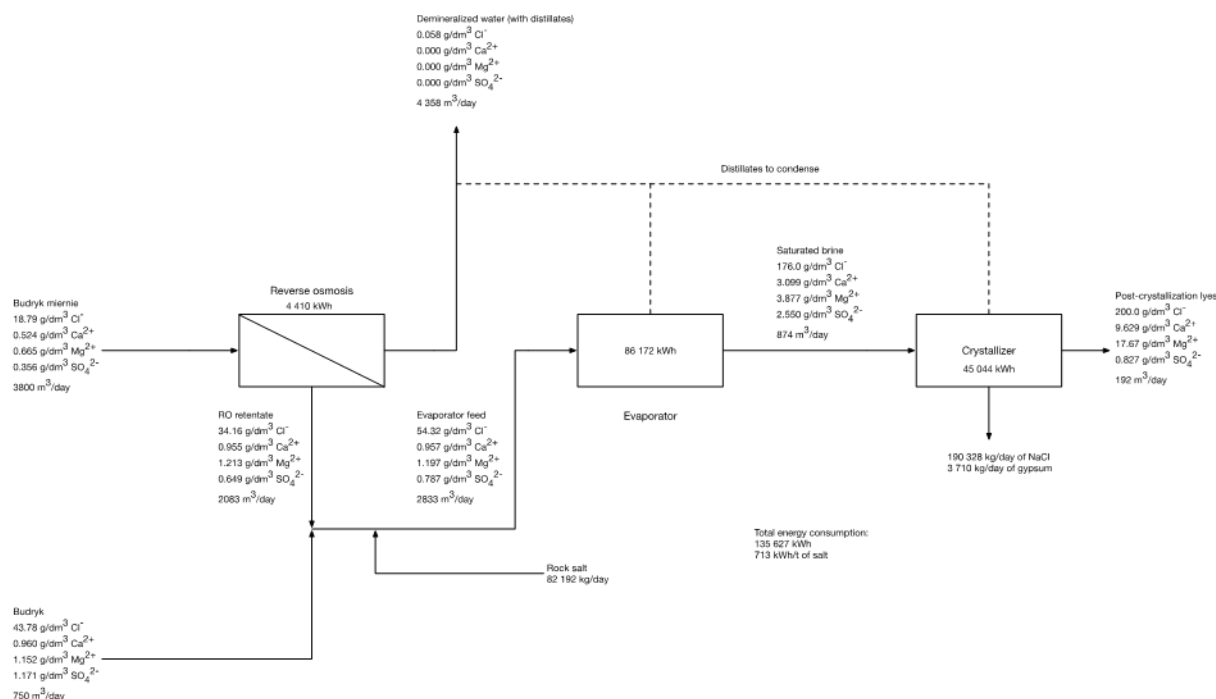 Demineralized water (with distillates)
0.058 g/dm³ Cl⁻
0.000 g/dm³ Ca²⁺
0.000 g/dm³ Mg²⁺
0.000 g/dm³ SO₄²⁻
4 358 m³/day
Distillates to condense
Budryk miernie
18.79 g/dm³ Cl⁻
0.524 g/dm³ Ca²⁺
0.665 g/dm³ Mg²⁺
0.356 g/dm³ SO₄²⁻
3800 m³/day
Reverse osmosis
4 410 kWh
86 172 kWh
Evaporator
Saturated brine
176.0 g/dm³ Cl⁻
3.099 g/dm³ Ca²⁺
3.877 g/dm³ Mg²⁺
2.550 g/dm³ SO₄²⁻
874 m³/day
Crystallizer
45 044 kWh
Post-crystallization lyes
200.0 g/dm³ Cl⁻
9.629 g/dm³ Ca²⁺
17.67 g/dm³ Mg²⁺
0.827 g/dm³ SO₄²⁻
192 m³/day
RO retentate
34.16 g/dm³ Cl⁻
0.955 g/dm³ Ca²⁺
1.213 g/dm³ Mg²⁺
0.649 g/dm³ SO₄²⁻
2083 m³/day
Evaporator feed
54.32 g/dm³ Cl⁻
0.957 g/dm³ Ca²⁺
1.197 g/dm³ Mg²⁺
0.787 g/dm³ SO₄²⁻
2833 m³/day
190 328 kg/day of NaCl
3 710 kg/day of gypsum
Total energy consumption:
135 627 kWh
713 kWh/t of salt
Rock salt
82 192 kg/day
Budryk
43.78 g/dm³ Cl⁻
0.960 g/dm³ Ca²⁺
1.152 g/dm³ Mg²⁺
1.171 g/dm³ SO₄²⁻
750 m³/day